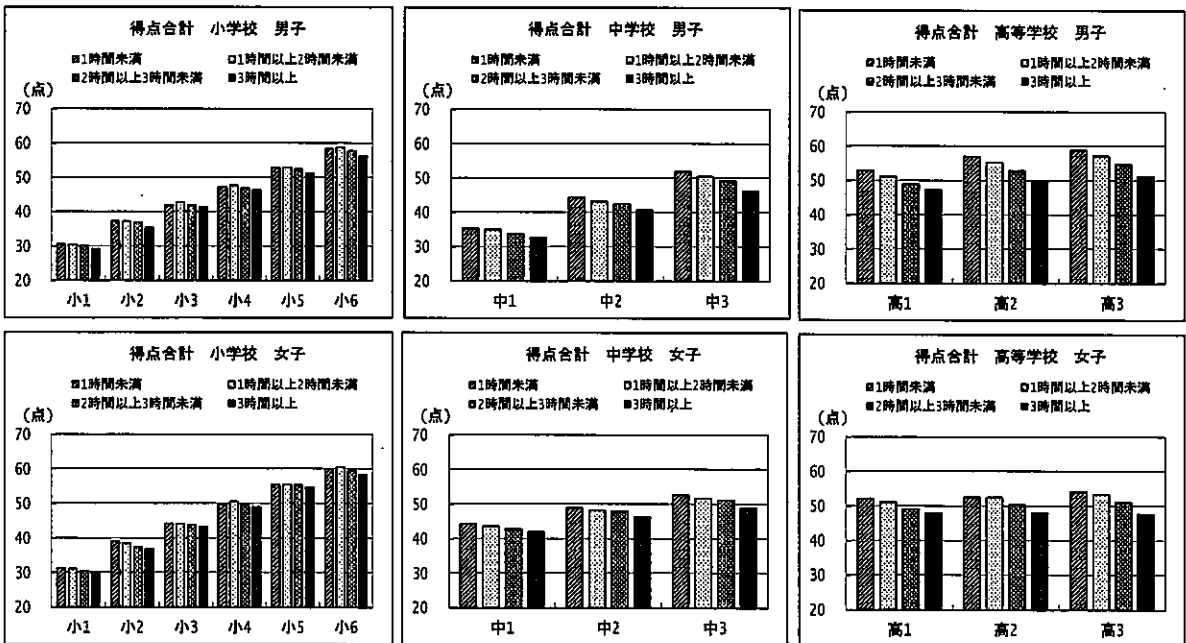 得点合計　小学校　男子
1時間未満　1時間以上2時間未満
2時間以上3時間未満　3時間以上
(点)
70
60
50
40
30
20
小1　小2　小3　小4　小5　小6
得点合計　中学校　男子
1時間未満　1時間以上2時間未満
2時間以上3時間未満　3時間以上
(点)
70
60
50
40
30
20
中1　中2　中3
得点合計　高等学校　男子
1時間未満　1時間以上2時間未満
2時間以上3時間未満　3時間以上
(点)
70
60
50
40
30
20
高1　高2　高3
得点合計　小学校　女子
1時間未満　1時間以上2時間未満
2時間以上3時間未満　3時間以上
(点)
70
60
50
40
30
20
小1　小2　小3　小4　小5　小6
得点合計　中学校　女子
1時間未満　1時間以上2時間未満
2時間以上3時間未満　3時間以上
(点)
70
60
50
40
30
20
中1　中2　中3
得点合計　高等学校　女子
1時間未満　1時間以上2時間未満
2時間以上3時間未満　3時間以上
(点)
70
60
50
40
30
20
高1　高2　高3